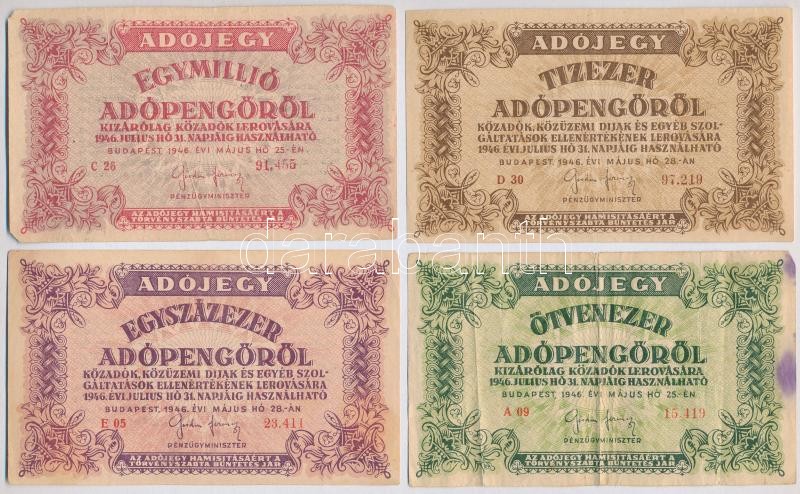 ADÓJEGY
EGYMILLIÓ
ADÓPENGŐRŐL
KIZÁRÓLAG KÖZADÓK LEROVÁSÁRA
1946. JULIUS HÓ 31. NAPJÁIG HASZNÁLHATÓ
BUDAPEST, 1946. ÉVI MÁJUS HÓ 25.-ÉN.
C 26 91,455
PÉNZÜGYMINISZTER
AZ ADÓJEGY HAMISITÁSÁÉRT A
TÖRVÉNYSZABTA BÜNTETÉS JÁR
ADÓJEGY
TIZEZER
ADÓPENGŐRŐL
KÖZADÓK, KÖZÜZEMI DIJAK ÉS EGYÉB SZOL-
GÁLTATÁSOK ELLENÉRTÉKÉNEK LEROVÁSÁRA
1946. ÉVI JULIUS HÓ 31. NAPJÁIG HASZNÁLHATÓ
BUDAPEST, 1946. ÉVI MÁJUS HÓ 28.-ÁN
D 30 97.219
PÉNZÜGYMINISZTER
AZ ADÓJEGY HAMISITÁSÁÉRT A
TÖRVÉNYSZABTA BÜNTETÉS JÁR
darabanth
ADÓJEGY
EGYSZÁZEZER
ADÓPENGŐRŐL
KÖZADÓK, KÖZÜZEMI DIJAK ÉS EGYÉB SZOL-
GÁLTATÁSOK ELLENÉRTÉKÉNEK LEROVÁSÁRA
1946. ÉVI JULIUS HÓ 31. NAPJÁIG HASZNÁLHATÓ
BUDAPEST, 1946. ÉVI MÁJUS HÓ 28.-ÁN
E 05 23.411
PÉNZÜGYMINISZTER
AZ ADÓJEGY HAMISITÁSÁÉRT A
TÖRVÉNYSZABTA BÜNTETÉS JÁR
ADÓJEGY
ÖTVENEZER
ADÓPENGŐRŐL
KIZÁRÓLAG KÖZADÓK LEROVÁSÁRA
1946. JULIUS HÓ 31. NAPJÁIG HASZNÁLHATÓ
BUDAPEST, 1946. ÉVI MÁJUS HÓ 25.-ÉN.
A 09 15.419
PÉNZÜGYMINISZTER
AZ ADÓJEGY HAMISITÁSÁÉRT A
TÖRVÉNYSZABTA BÜNTETÉS JÁR